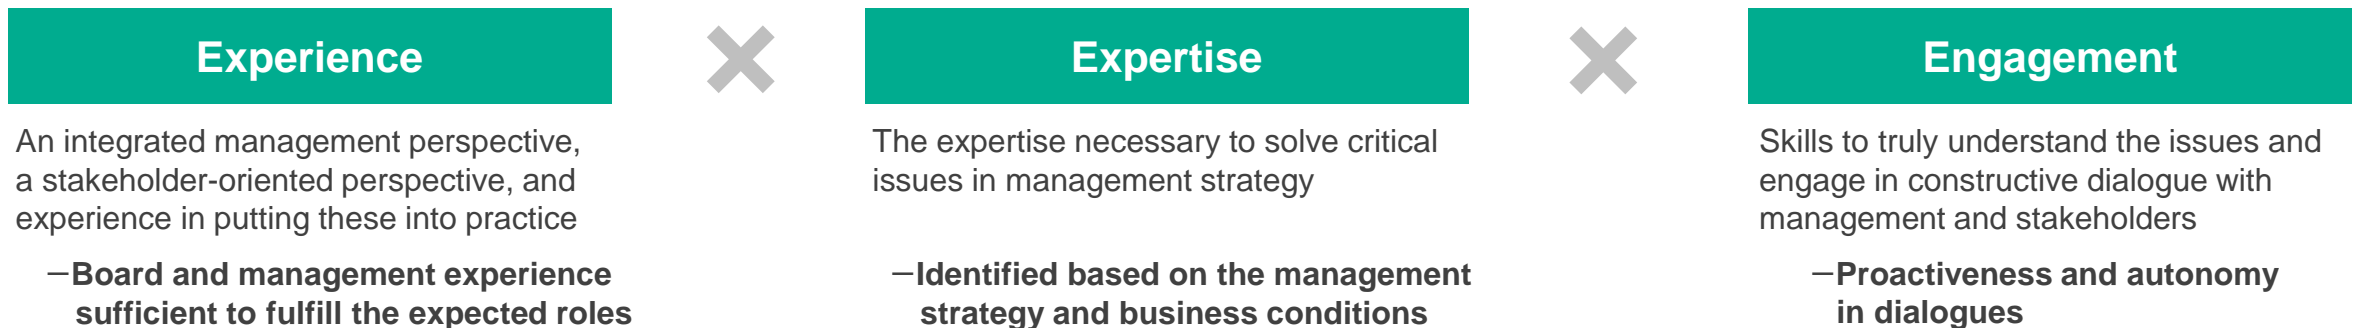 Experience
An integrated management perspective,
a stakeholder-oriented perspective, and
experience in putting these into practice
–Board and management experience
sufficient to fulfill the expected roles
Expertise
The expertise necessary to solve critical
issues in management strategy
–Identified based on the management
strategy and business conditions
Engagement
Skills to truly understand the issues and
engage in constructive dialogue with
management and stakeholders
–Proactiveness and autonomy
in dialogues